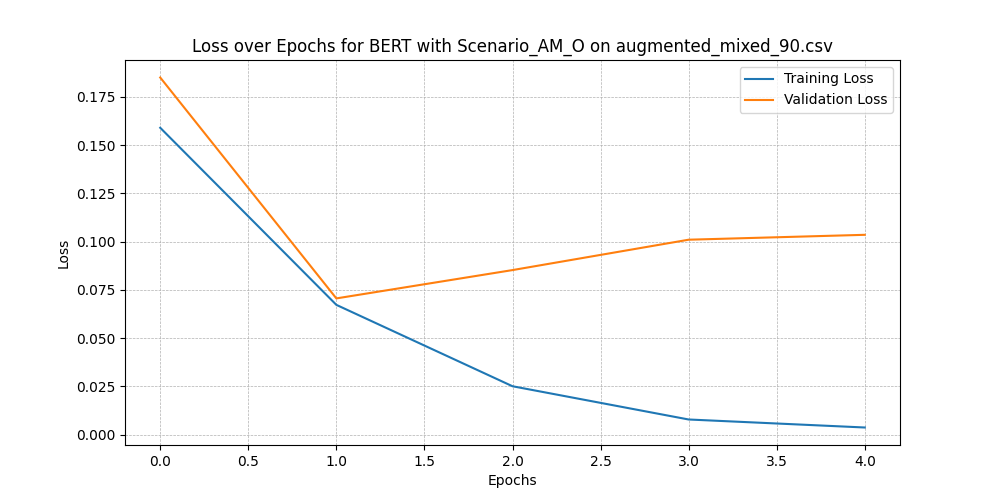 Loss over Epochs for BERT with Scenario_AM_O on augmented_mixed_90.csv
Training Loss
Validation Loss
0.175
0.150
0.125
0.100
0.075
0.050
0.025
0.000
Loss
0.0 0.5 1.0 1.5 2.0 2.5 3.0 3.5 4.0
Epochs